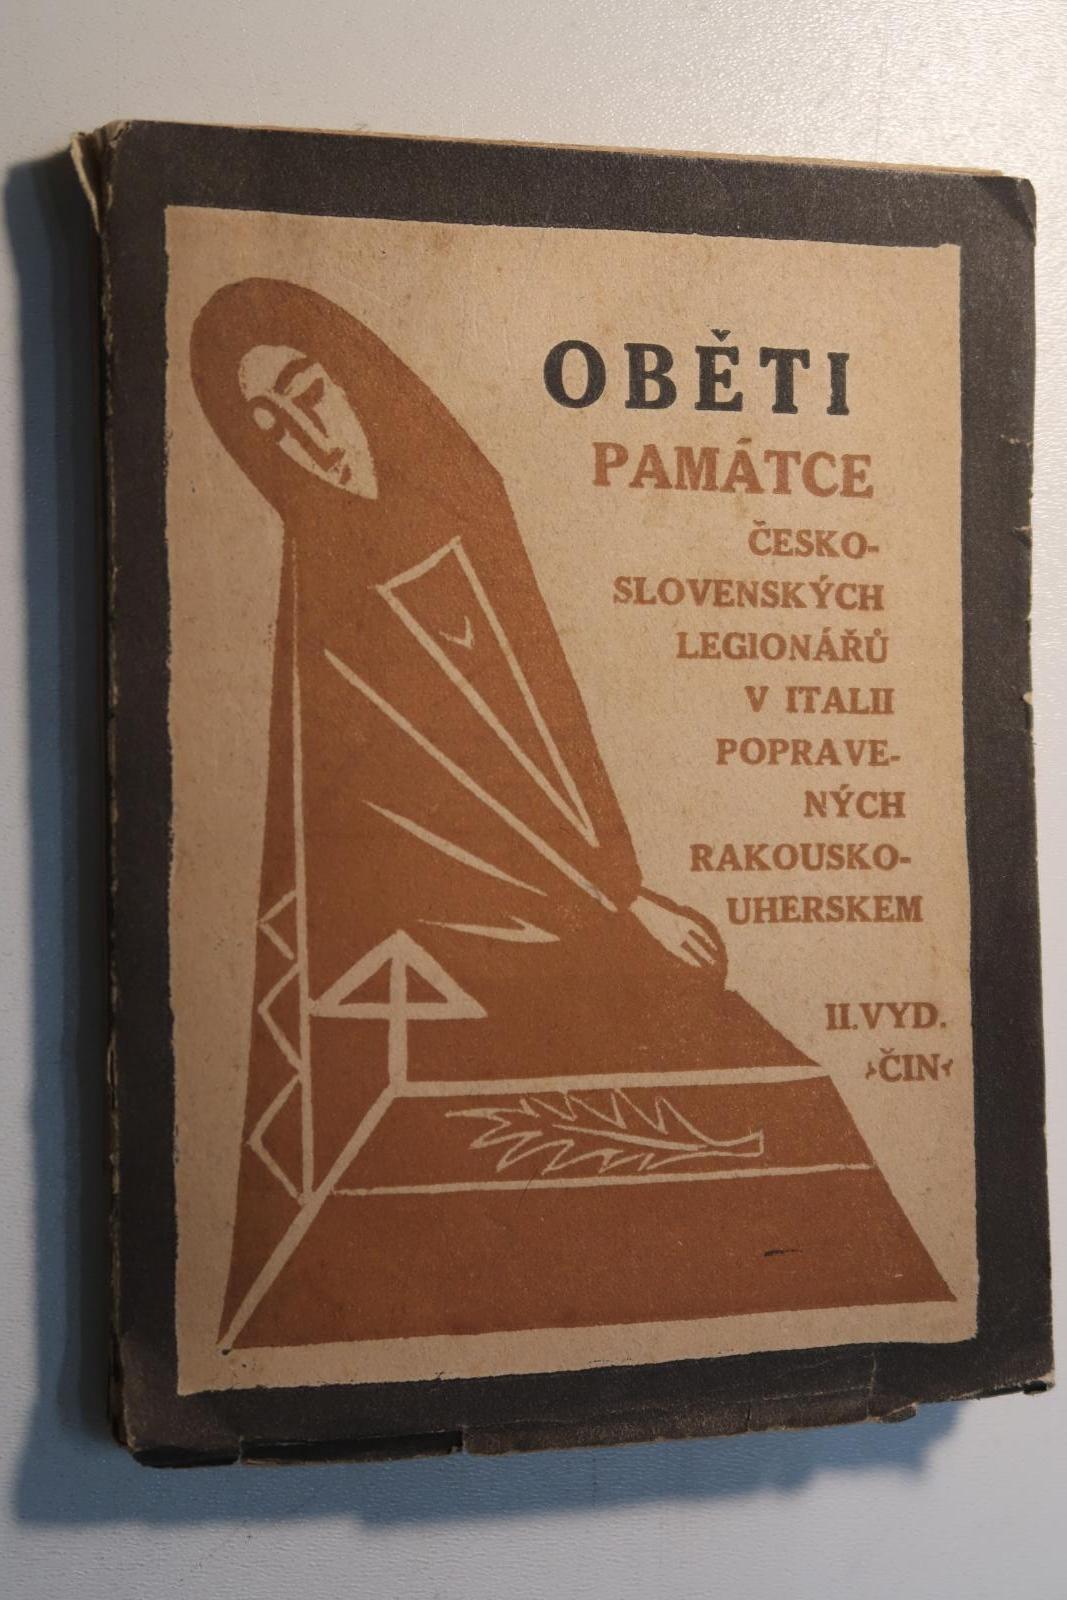 OBĚTI
PAMÁTCE
ČESKO-
SLOVENSKÝCH
LEGIONÁŘŮ
V ITALII
POPRAVE-
NÝCH
RAKOUSKO-
UHERSKEM
II. VYD.
›ČIN‹